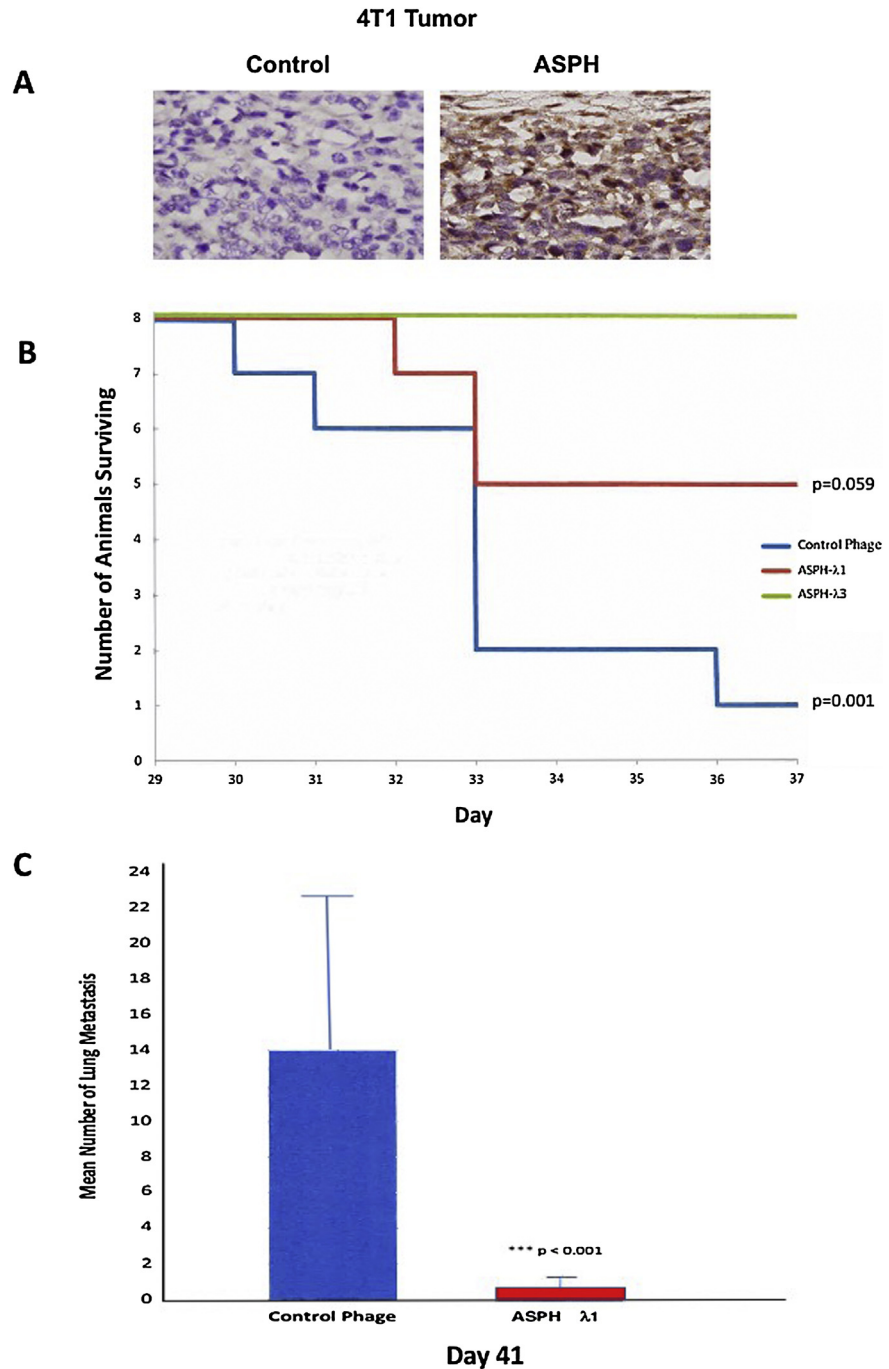 4T1 Tumor
A
Control
ASPH
B
Number of Animals Surviving
8
7
6
5
4
3
2
1
0
29 30 31 32 33 34 35 36 37
Day
p=0.059
Control Phage
ASPH-λ1
ASPH-λ3
p=0.001
C
Mean Number of Lung Metastasis
24
22
20
18
16
14
12
10
8
6
4
2
0
*** p < 0.001
Control Phage
ASPH λ1
Day 41